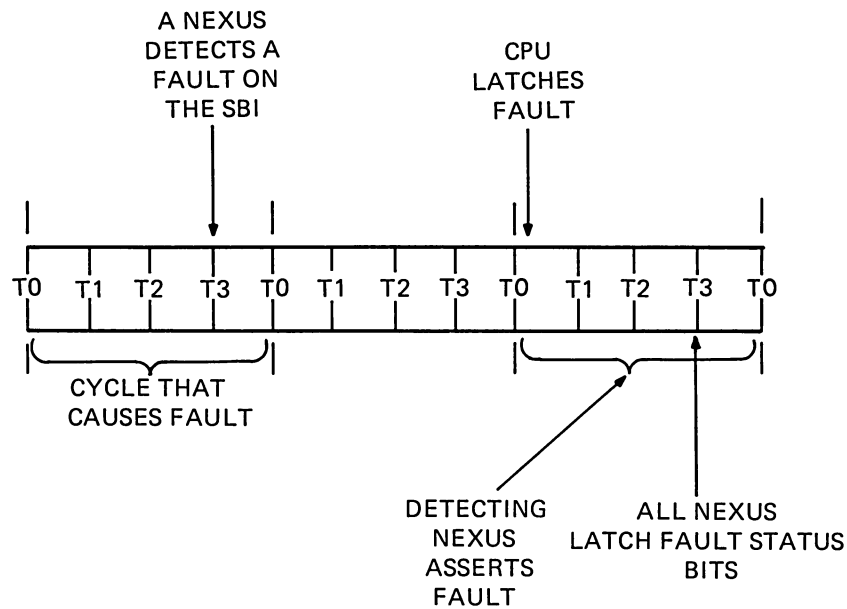 A NEXUS
DETECTS A
FAULT ON
THE SBI
CPU
LATCHES
FAULT
T0 T1 T2 T3 T0 T1 T2 T3 T0 T1 T2 T3 T0
CYCLE THAT
CAUSES FAULT
DETECTING
NEXUS
ASSERTS
FAULT
ALL NEXUS
LATCH FAULT STATUS
BITS